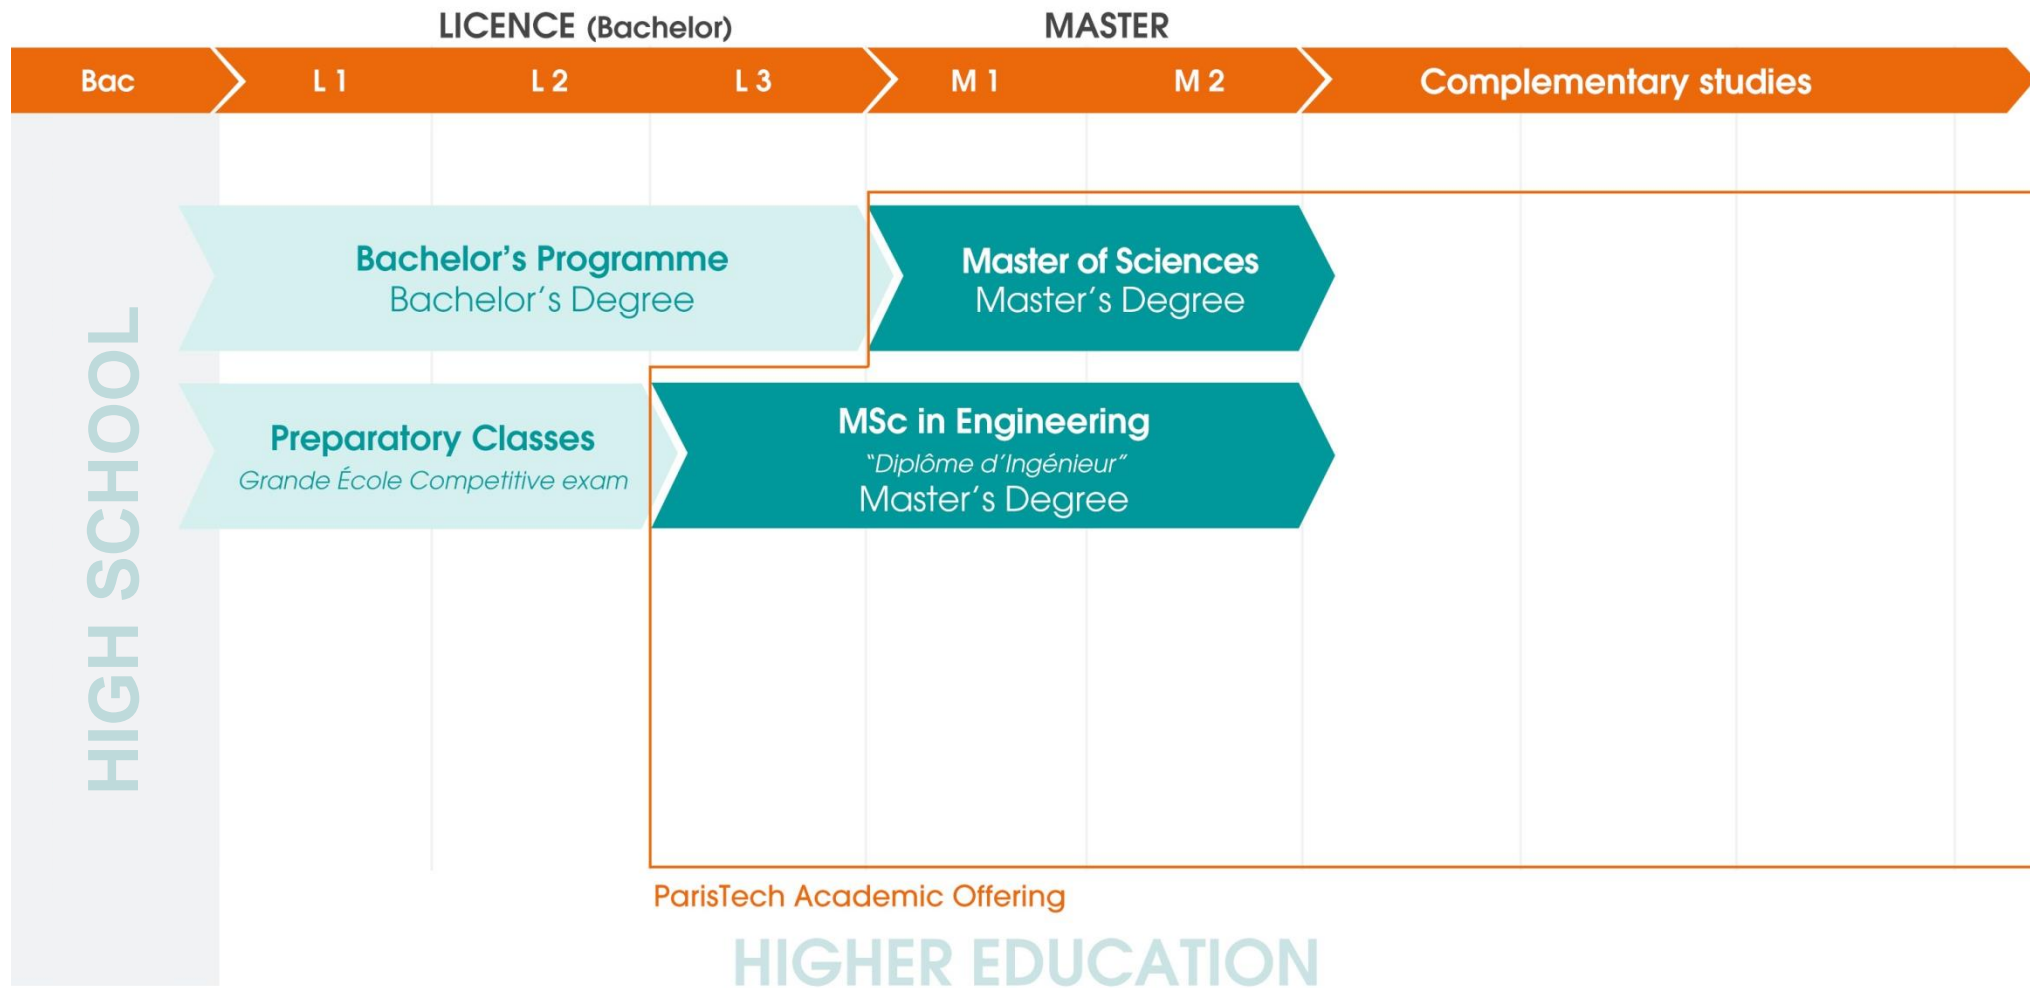 LICENCE (Bachelor)
MASTER
Bac
L 1
L 2
L 3
M 1
M 2
Complementary studies
HIGH SCHOOL
Bachelor's Programme
Bachelor's Degree
Master of Sciences
Master's Degree
Preparatory Classes
Grande École Competitive exam
MSc in Engineering
"Diplôme d'Ingénieur"
Master's Degree
ParisTech Academic Offering
HIGHER EDUCATION